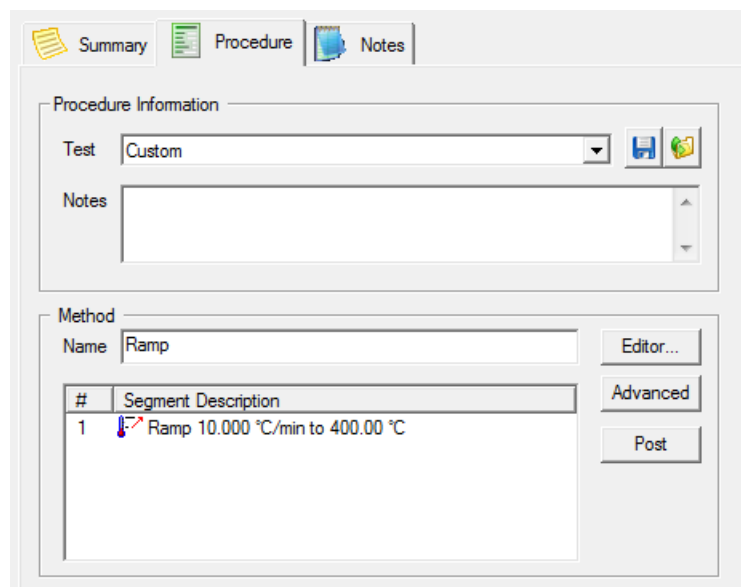 Summary Procedure Notes
Procedure Information
Test Custom
Notes
Method
Name Ramp Editor...
# Segment Description Advanced
1 Ramp 10.000 °C/min to 400.00 °C
Post